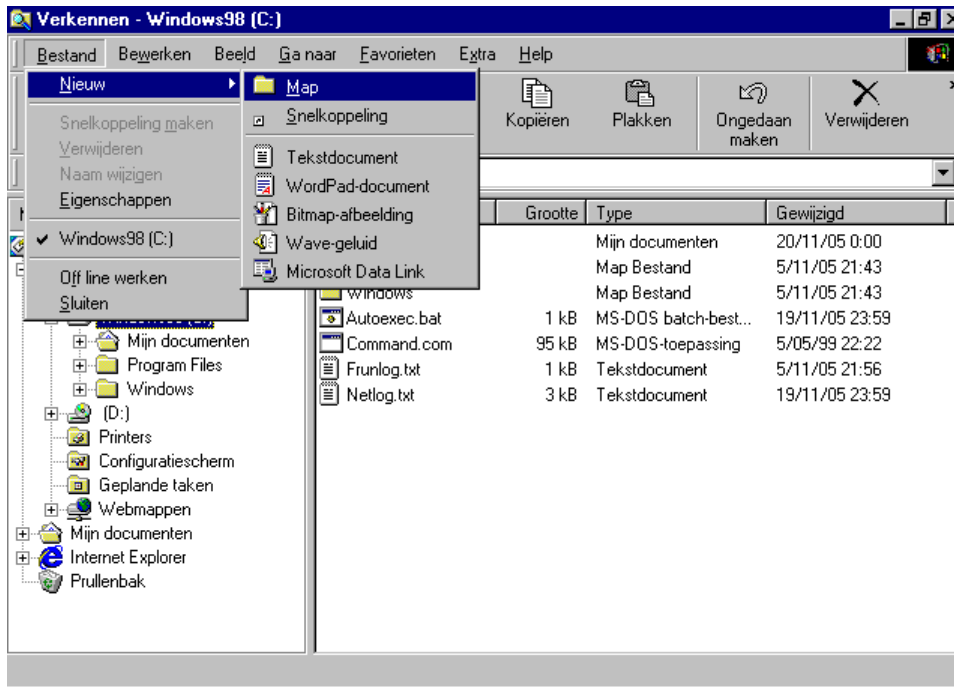 Verkennen - Windows98 (C:)
Bestand Bewerken Beeld Ga naar Favorieten Extra Help
Nieuw
Snelkoppeling maken
Verwijderen
Naam wijzigen
Eigenschappen
Windows98 (C:)
Off line werken
Sluiten
Map
Snelkoppeling
Tekstdocument
WordPad-document
Bitmap-afbeelding
Wave-geluid
Microsoft Data Link
Kopiëren Plakken Ongedaan maken Verwijderen
Grootte Type Gewijzigd
Mijn documenten 20/11/05 0:00
Map Bestand 5/11/05 21:43
Windows Map Bestand 5/11/05 21:43
Autoexec.bat 1 kB MS-DOS batch-best... 19/11/05 23:59
Command.com 95 kB MS-DOS-toepassing 5/05/99 22:22
Frunlog.txt 1 kB Tekstdocument 5/11/05 21:56
Netlog.txt 3 kB Tekstdocument 19/11/05 23:59
Mijn documenten
Program Files
Windows
(D:)
Printers
Configuratiescherm
Geplande taken
Webmappen
Mijn documenten
Internet Explorer
Prullenbak